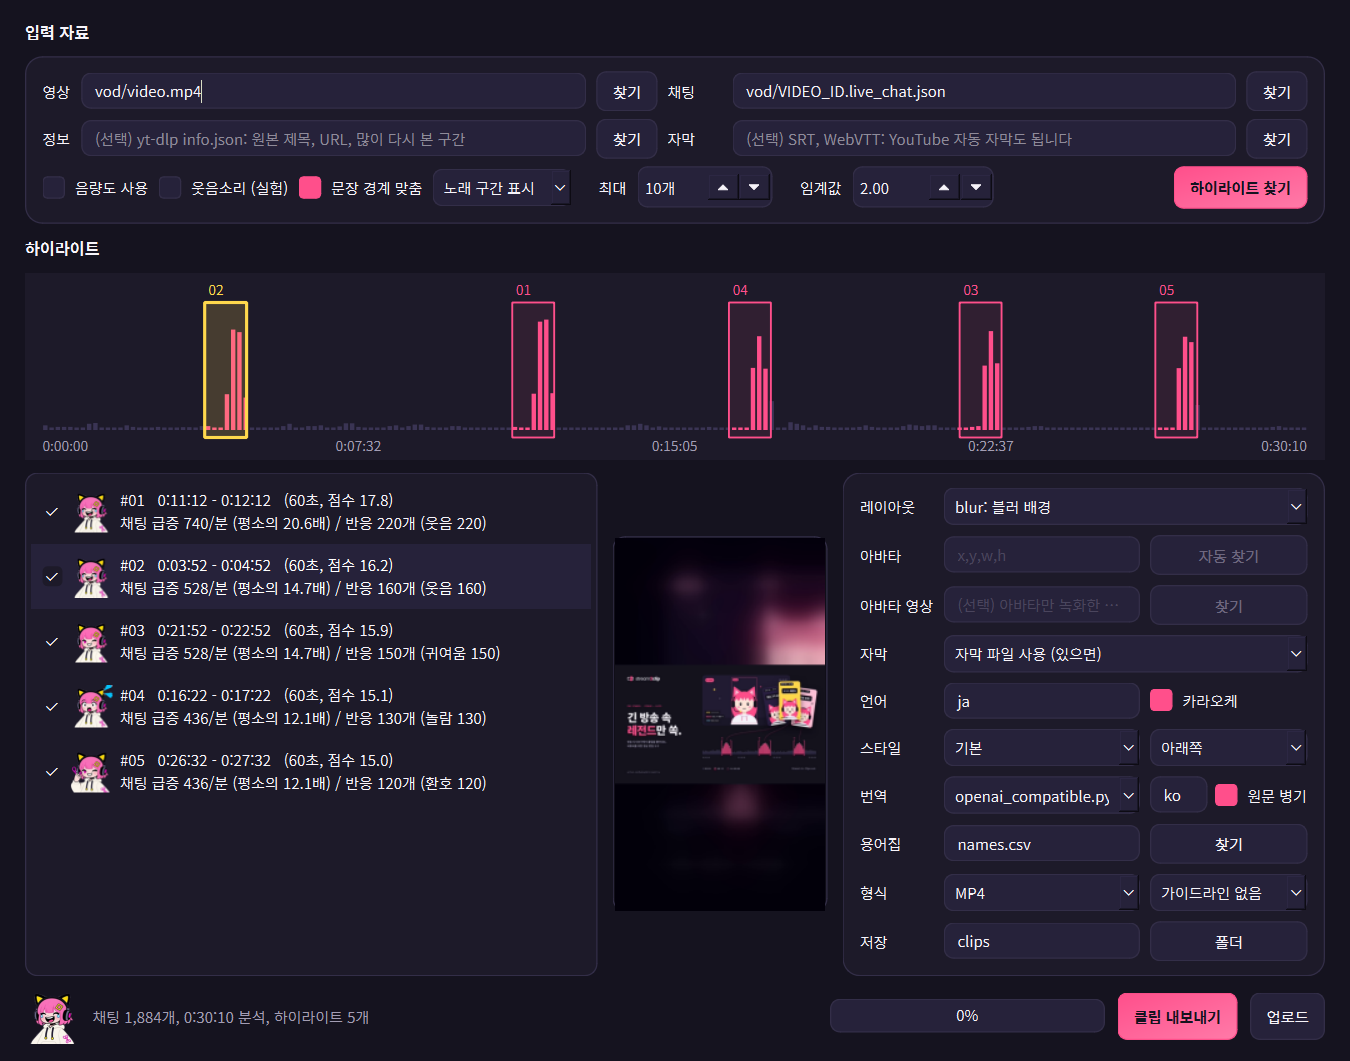 입력 자료
영상 vod/video.mp4 찾기 채팅 vod/VIDEO_ID.live_chat.json 찾기
정보 (선택) yt-dlp info.json: 원본 제목, URL, 많이 다시 본 구간 찾기 자막 (선택) SRT, WebVTT: YouTube 자동 자막도 됩니다 찾기
음량도 사용 웃음소리 (실험) 문장 경계 맞춤 노래 구간 표시 최대 10개 임계값 2.00 하이라이트 찾기
하이라이트
02 01 04 03 05
0:00:00 0:07:32 0:15:05 0:22:37 0:30:10
#01 0:11:12 - 0:12:12 (60초, 점수 17.8)
채팅 급증 740/분 (평소의 20.6배) / 반응 220개 (웃음 220)
#02 0:03:52 - 0:04:52 (60초, 점수 16.2)
채팅 급증 528/분 (평소의 14.7배) / 반응 160개 (웃음 160)
#03 0:21:52 - 0:22:52 (60초, 점수 15.9)
채팅 급증 528/분 (평소의 14.7배) / 반응 150개 (귀여움 150)
#04 0:16:22 - 0:17:22 (60초, 점수 15.1)
채팅 급증 436/분 (평소의 12.1배) / 반응 130개 (놀람 130)
#05 0:26:32 - 0:27:32 (60초, 점수 15.0)
채팅 급증 436/분 (평소의 12.1배) / 반응 120개 (환호 120)
긴 방송 속
레전드만 쏙.
레이아웃 blur: 블러 배경
아바타 x,y,w,h 자동 찾기
아바타 영상 (선택) 아바타만 녹화한 ··· 찾기
자막 자막 파일 사용 (있으면)
언어 ja 카라오케
스타일 기본 아래쪽
번역 openai_compatible.py ko 원문 병기
용어집 names.csv 찾기
형식 MP4 가이드라인 없음
저장 clips 폴더
채팅 1,884개, 0:30:10 분석, 하이라이트 5개 0% 클립 내보내기 업로드